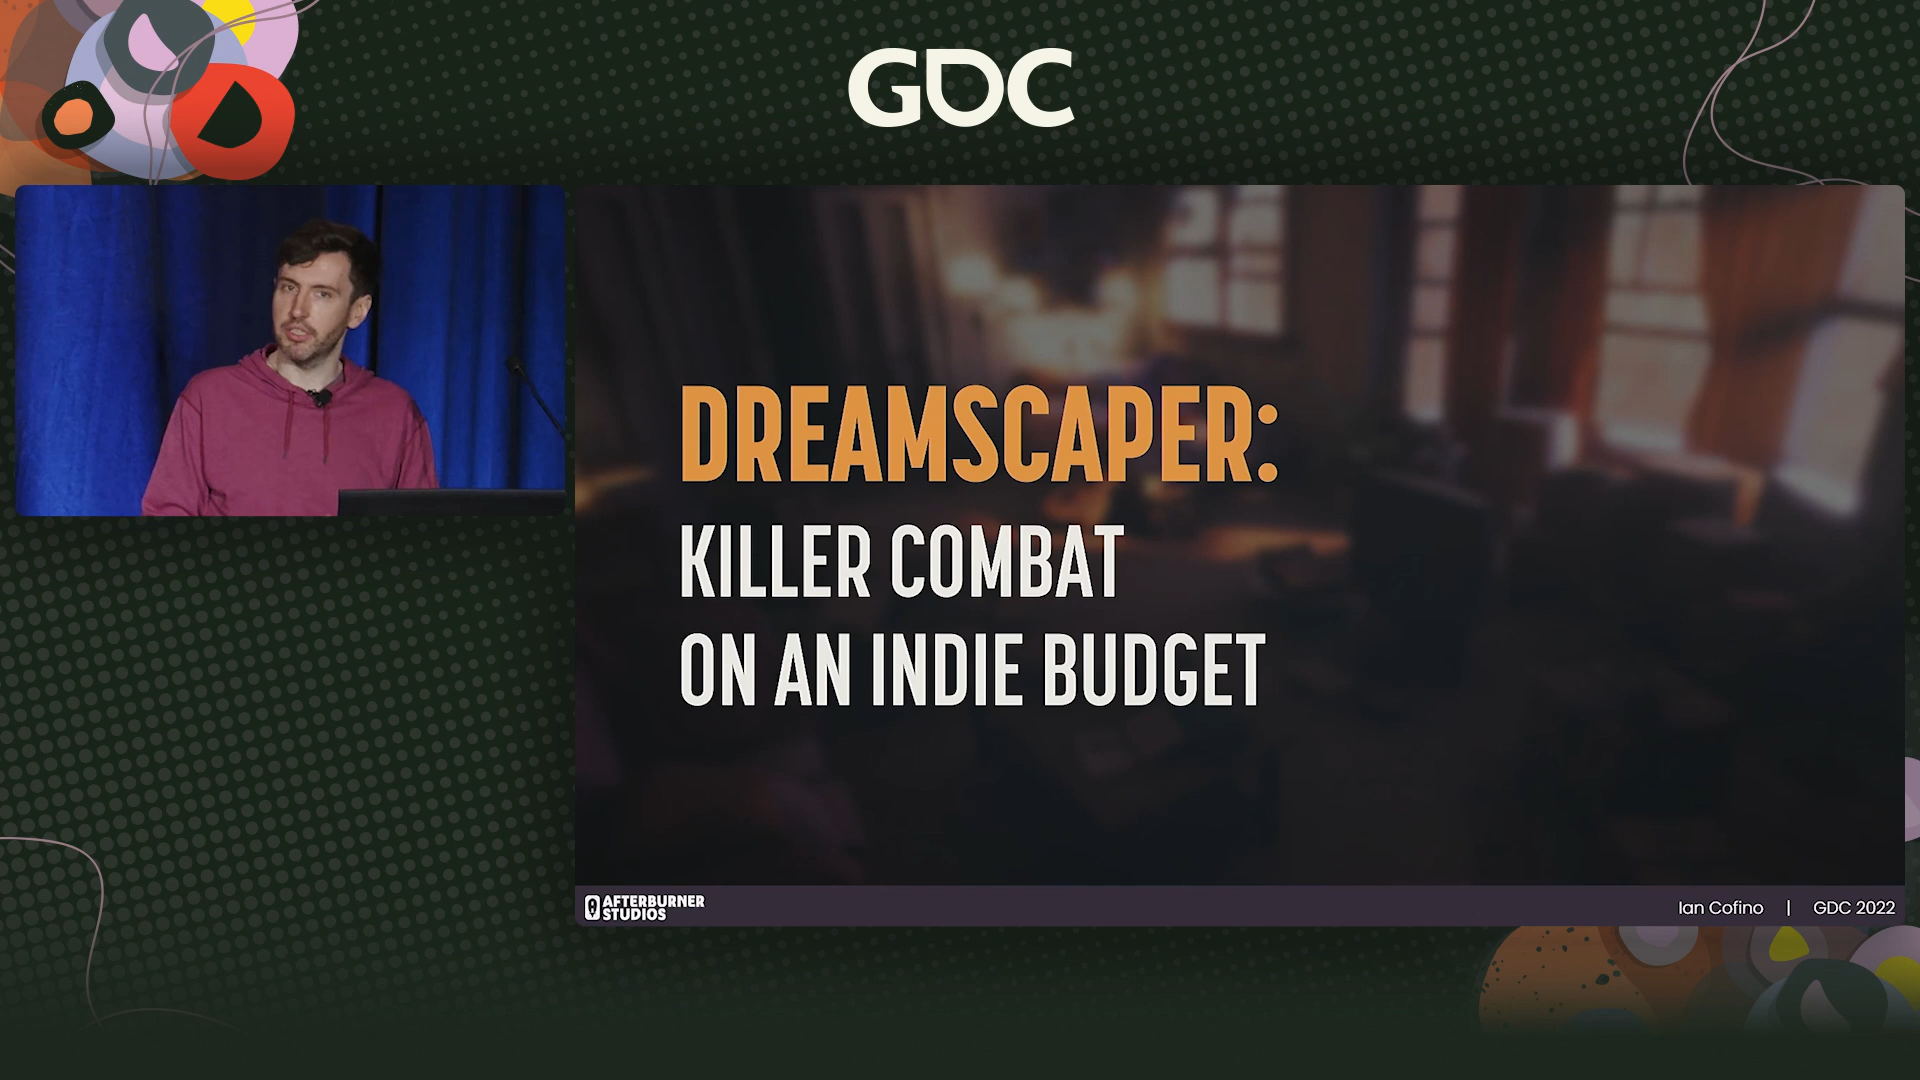 GDC
DREAMSCAPER:
KILLER COMBAT
ON AN INDIE BUDGET
AFTERBURNER
STUDIOS
Ian Cofino | GDC 2022